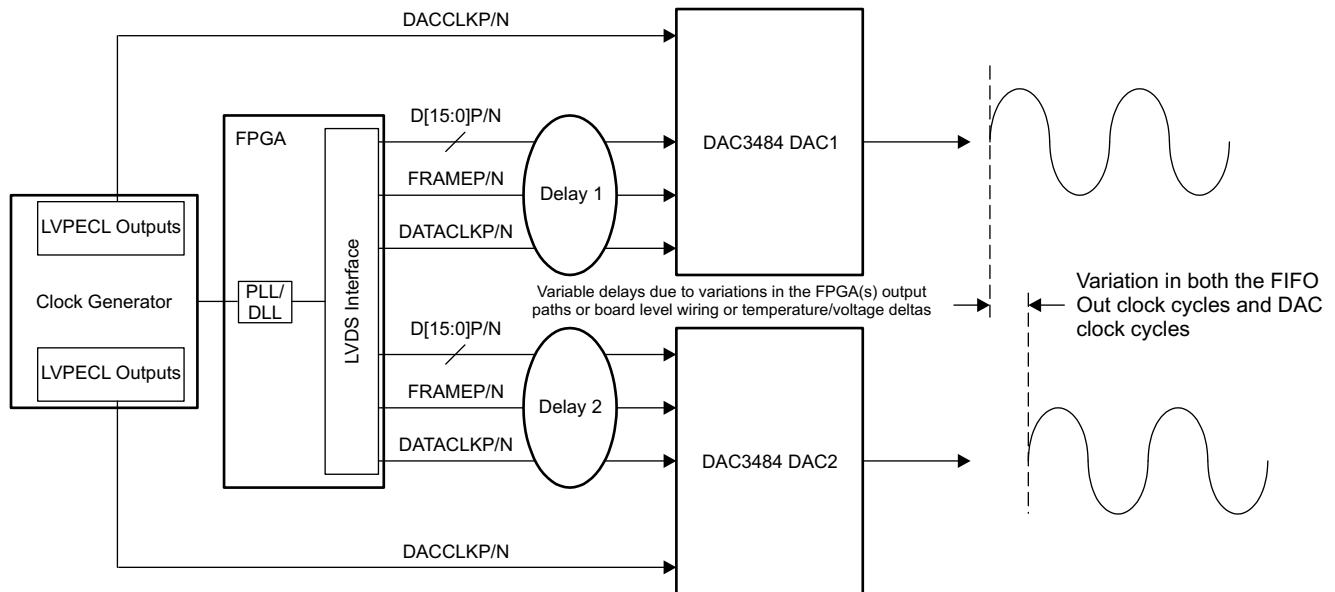 DACCLKP/N
D[15:0]P/N
FPGA
DAC3484 DAC1
FRAMEP/N
Delay 1
LVPECL Outputs
DATACLKP/N
Clock Generator
PLL/
DLL
LVDS Interface
Variable delays due to variations in the FPGA(s) output
paths or board level wiring or temperature/voltage deltas
Variation in both the FIFO
Out clock cycles and DAC
clock cycles
D[15:0]P/N
LVPECL Outputs
FRAMEP/N
Delay 2
DATACLKP/N
DAC3484 DAC2
DACCLKP/N